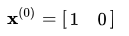 x⁽⁰⁾ = [ 1 0 ]